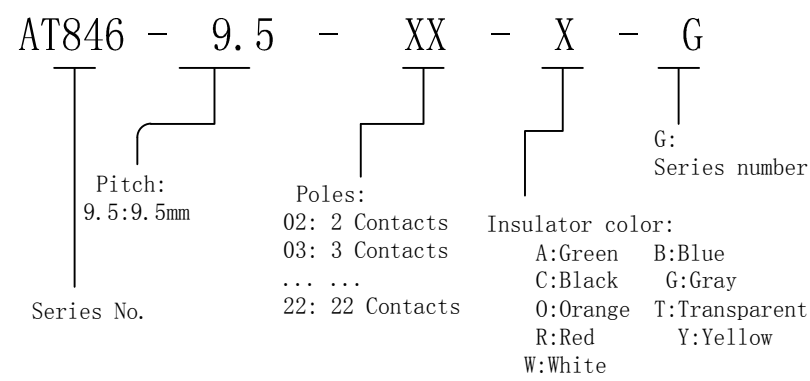 AT846 - 9.5 - XX - X - G
G:
Series number
Pitch:
9.5:9.5mm
Poles:
02: 2 Contacts
03: 3 Contacts
... ...
22: 22 Contacts
Insulator color:
A:Green B:Blue
C:Black G:Gray
O:Orange T:Transparent
R:Red Y:Yellow
W:White
Series No.